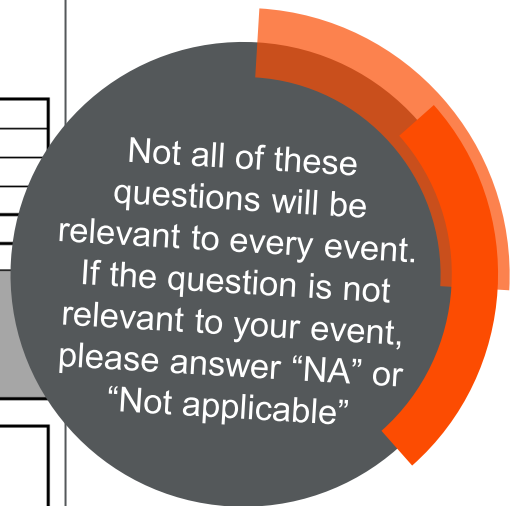 Not all of these
questions will be
relevant to every event.
If the question is not
relevant to your event,
please answer “NA” or
“Not applicable”